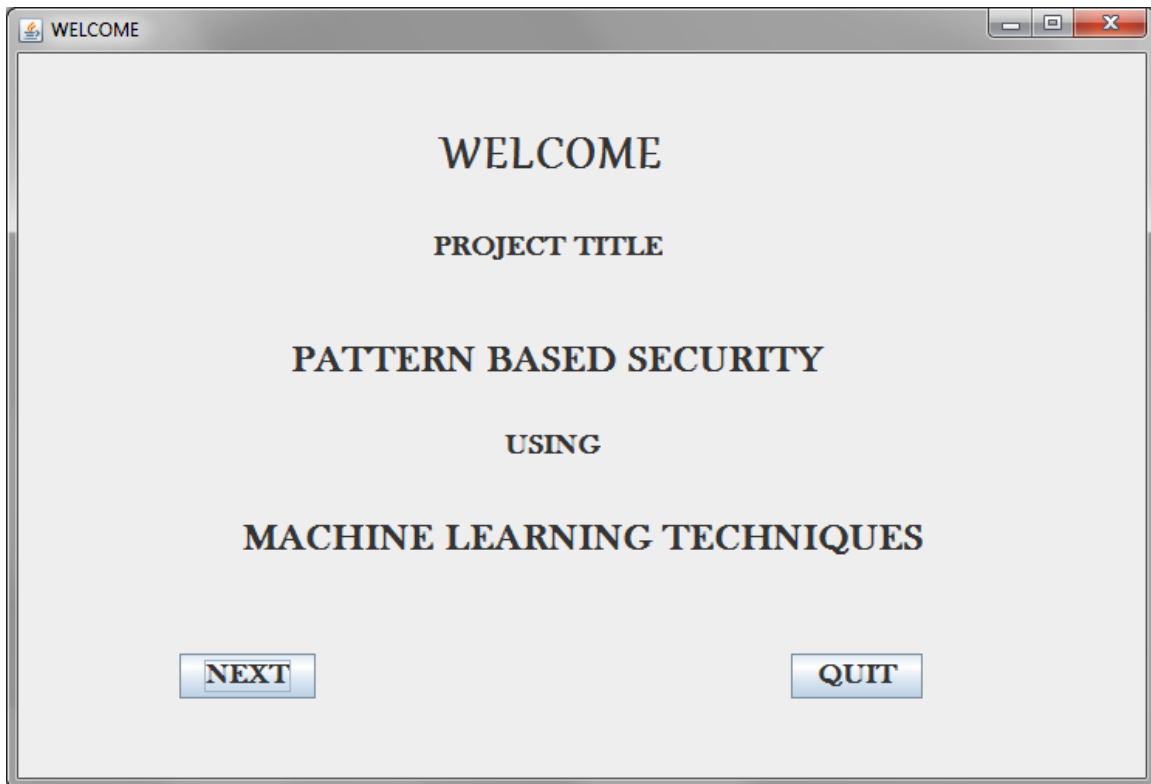 WELCOME
WELCOME
PROJECT TITLE
PATTERN BASED SECURITY
USING
MACHINE LEARNING TECHNIQUES
NEXT
QUIT